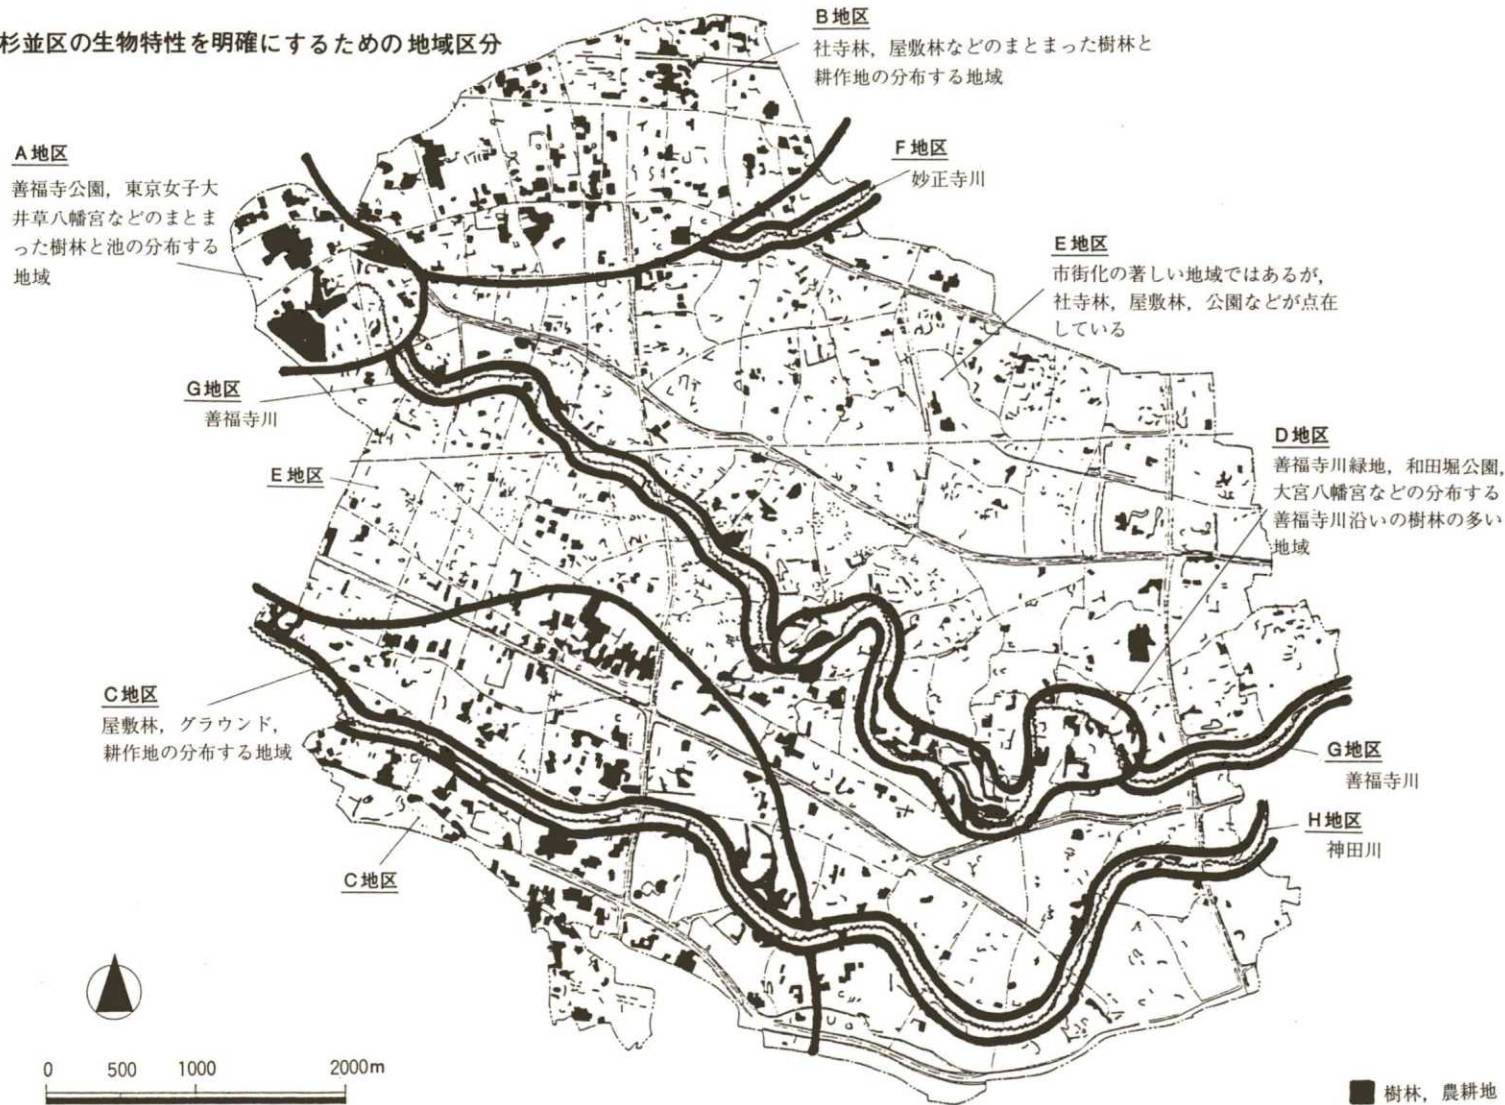 杉並区の生物特性を明確にするための地域区分
B地区
社寺林，屋敷林などのまとまった樹林と
耕作地の分布する地域
A地区
善福寺公園，東京女子大
井草八幡宮などのまとま
った樹林と池の分布する
地域
F地区
妙正寺川
E地区
市街化の著しい地域ではあるが，
社寺林，屋敷林，公園などが点在
している
G地区
善福寺川
E地区
D地区
善福寺川緑地，和田堀公園，
大宮八幡宮などの分布する
善福寺川沿いの樹林の多い
地域
C地区
屋敷林，グラウンド，
耕作地の分布する地域
G地区
善福寺川
H地区
神田川
C地区
0 500 1000 2000m
樹林，農耕地